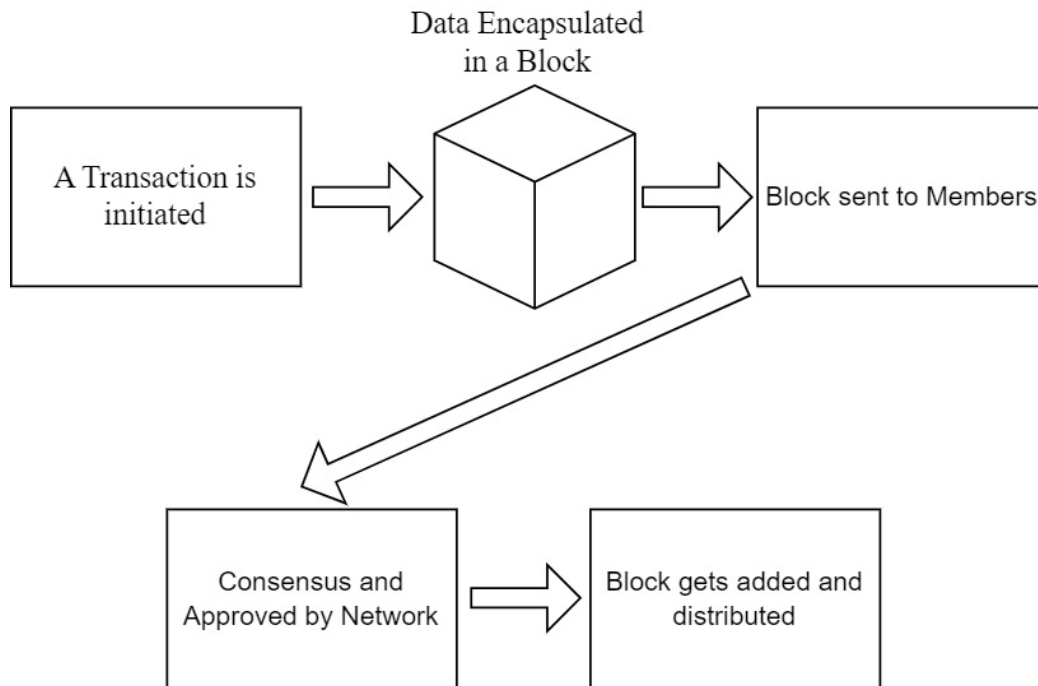 Data Encapsulated
in a Block
A Transaction is
initiated
Block sent to Members
Consensus and
Approved by Network
Block gets added and
distributed